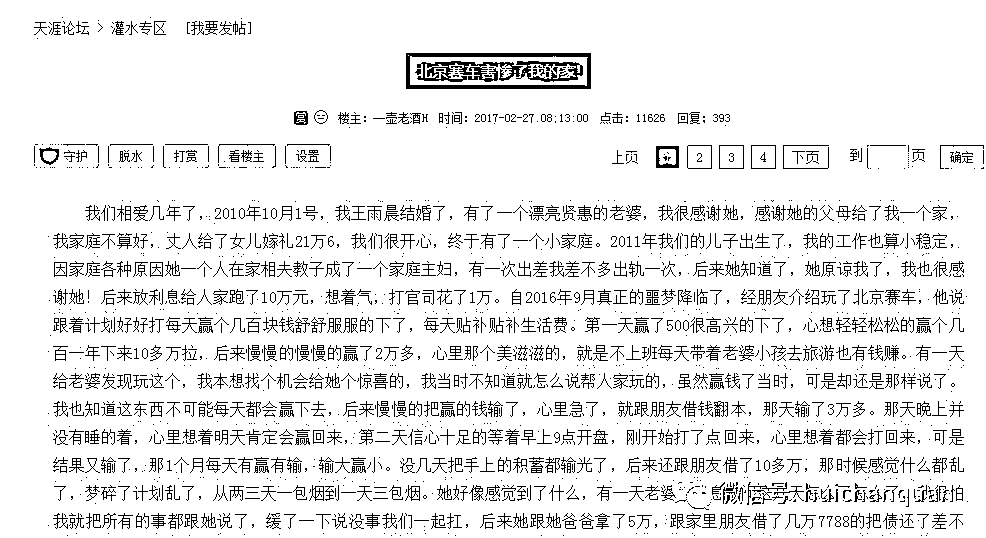 天涯论坛 > 灌水专区 [我要发帖]
北京赛车害惨了我的家!
楼主: 一壶老酒H 时间: 2017-02-27.08;13:00 点击: 11626 回复; 393
守护 脱水 打赏 看楼主 设置 上页 2 3 4 下页 到 页 确定
我们相爱几年了, 2010年10月1号, 我王雨晨结婚了, 有了一个漂亮贤惠的老婆, 我很感谢她, 感谢她的父母给了我一个家,
我家庭不算好, 丈人给了女儿嫁礼21万6, 我们很开心, 终于有了一个小家庭。2011年我们的儿子出生了, 我的工作也算小稳定,
因家庭各种原因她一个人在家相夫教子成了一个家庭主妇, 有一次出差我差不多出轨一次, 后来她知道了, 她原谅我了, 我也很感
谢她! 后来放利息给人家跑了10万元, 想着气, 打官司花了1万。自2016年9月真正的噩梦降临了, 经朋友介绍玩了北京赛车, 他说
跟着计划好好打每天赢个几百块钱舒舒服服的下了, 每天贴补贴补生活费。第一天赢了500很高兴的下了, 心想轻轻松松的赢个几
百一年下来10多万拉, 后来慢慢的慢慢的赢了2万多, 心里那个美滋滋的, 就是不上班每天带着老婆小孩去旅游也有钱赚。有一天
给老婆发现玩这个, 我本想找个机会给她个惊喜的, 我当时不知道就怎么说帮人家玩的, 虽然赢钱了当时, 可是却还是那样说了。
我也知道这东西不可能每天都会赢下去, 后来慢慢的把赢的钱输了, 心里急了, 就跟朋友借钱翻本, 那天输了3万多。那天晚上并
没有睡的着, 心里想着明天肯定会赢回来, 第二天信心十足的等着早上9点开盘, 刚开始打了点回来, 心里想着都会打回来, 可是
结果又输了, 那1个月每天有赢有输, 输大赢小。没几天把手上的积蓄都输光了, 后来还跟朋友借了10多万, 那时候感觉什么都乱
了, 梦碎了计划乱了, 从两三天一包烟到一天三包烟。她好像感觉到了什么, 有一天老婆 微信号: huichanquan 怕
我就把所有的事都跟她说了, 缓了一下说没事我们一起扛, 后来她跟她爸爸拿了5万, 跟家里朋友借了几万7788的把债还了差不